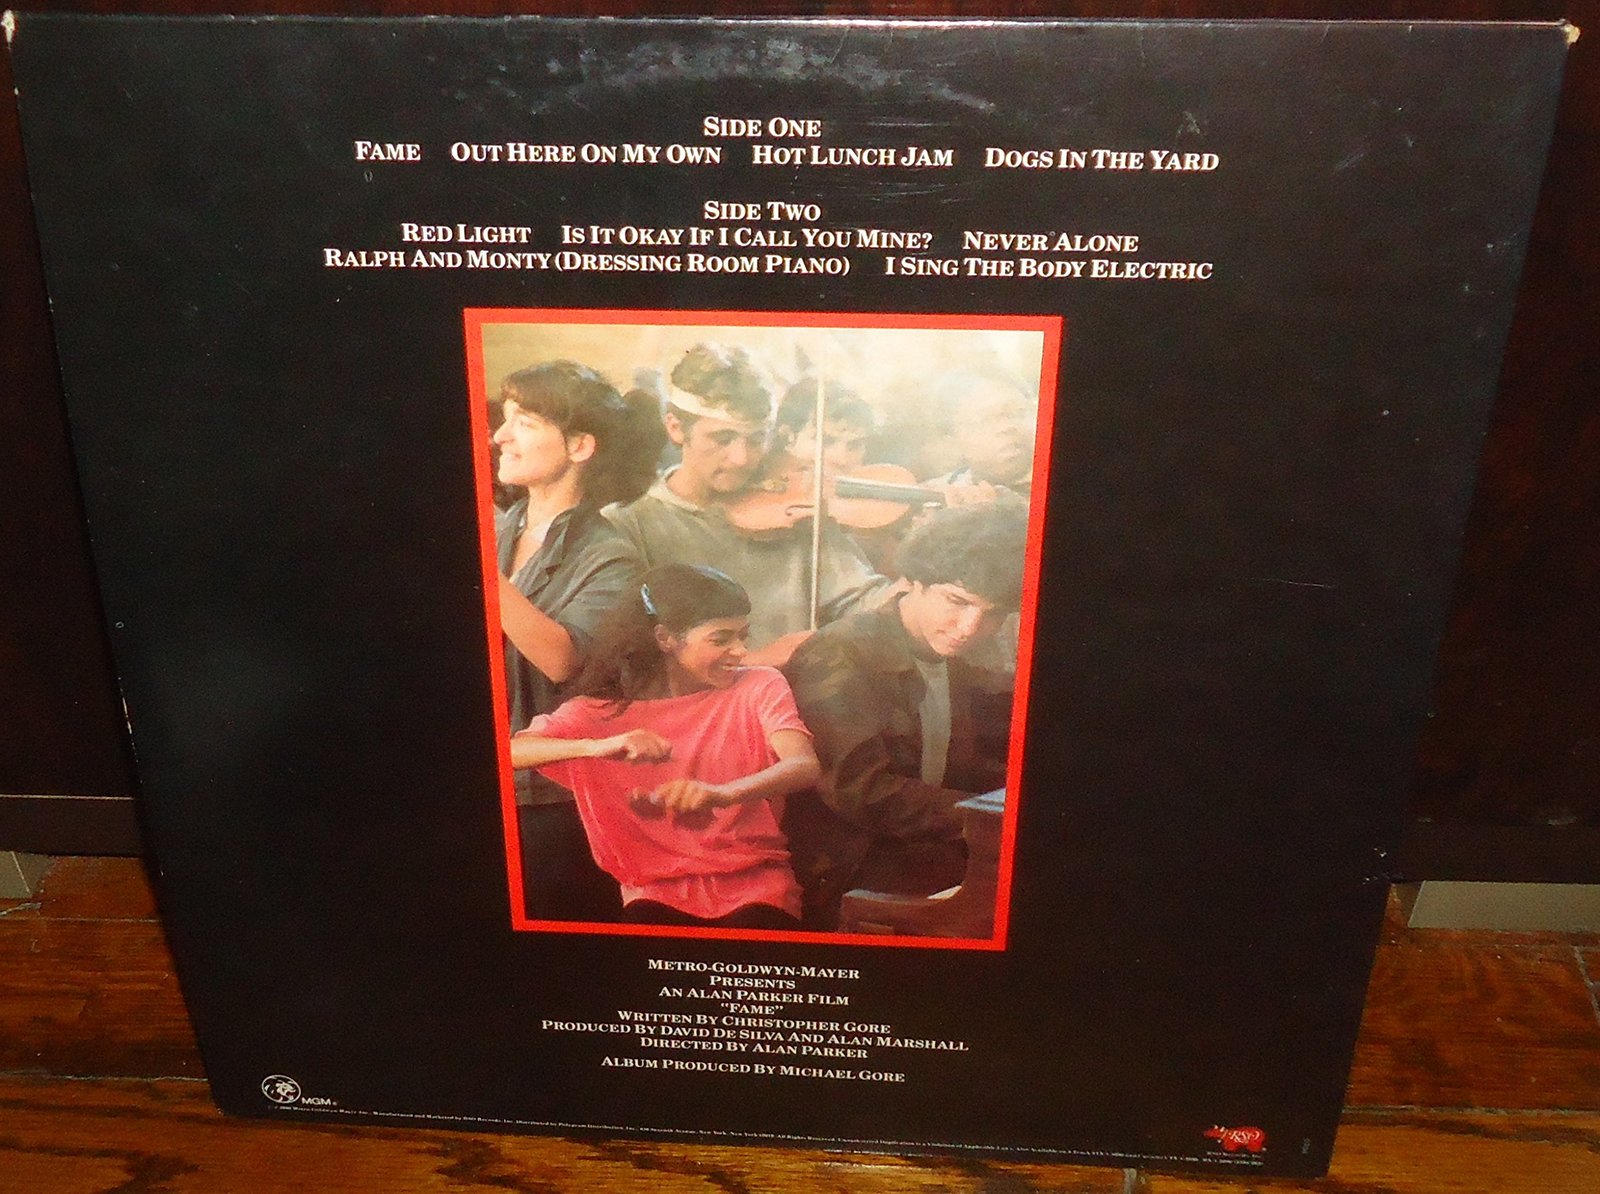 SIDE ONE
FAME OUT HERE ON MY OWN HOT LUNCH JAM DOGS IN THE YARD
SIDE TWO
RED LIGHT IS IT OKAY IF I CALL YOU MINE? NEVER ALONE
RALPH AND MONTY (DRESSING ROOM PIANO) I SING THE BODY ELECTRIC
METRO-GOLDWYN-MAYER
PRESENTS
AN ALAN PARKER FILM
"FAME"
WRITTEN BY CHRISTOPHER GORE
PRODUCED BY DAVID DE SILVA AND ALAN MARSHALL
DIRECTED BY ALAN PARKER
ALBUM PRODUCED BY MICHAEL GORE
MGM